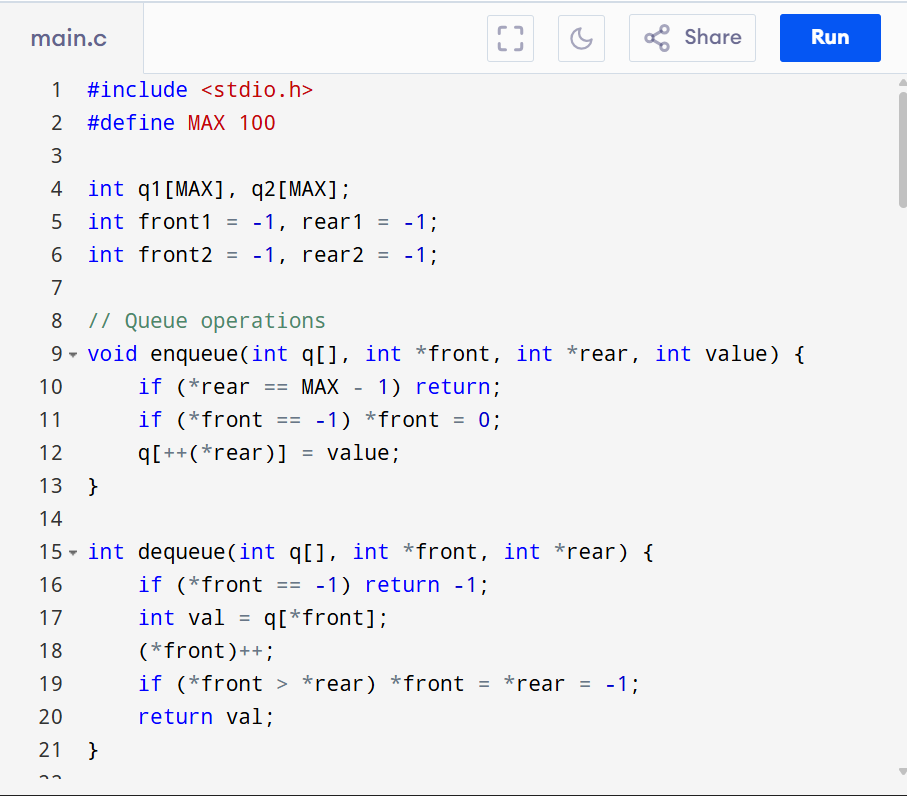 main.c
Share
Run
1 #include <stdio.h>
2 #define MAX 100
3
4 int q1[MAX], q2[MAX];
5 int front1 = -1, rear1 = -1;
6 int front2 = -1, rear2 = -1;
7
8 // Queue operations
9 void enqueue(int q[], int *front, int *rear, int value) {
10     if (*rear == MAX - 1) return;
11     if (*front == -1) *front = 0;
12     q[++(*rear)] = value;
13 }
14
15 int dequeue(int q[], int *front, int *rear) {
16     if (*front == -1) return -1;
17     int val = q[*front];
18     (*front)++;
19     if (*front > *rear) *front = *rear = -1;
20     return val;
21 }